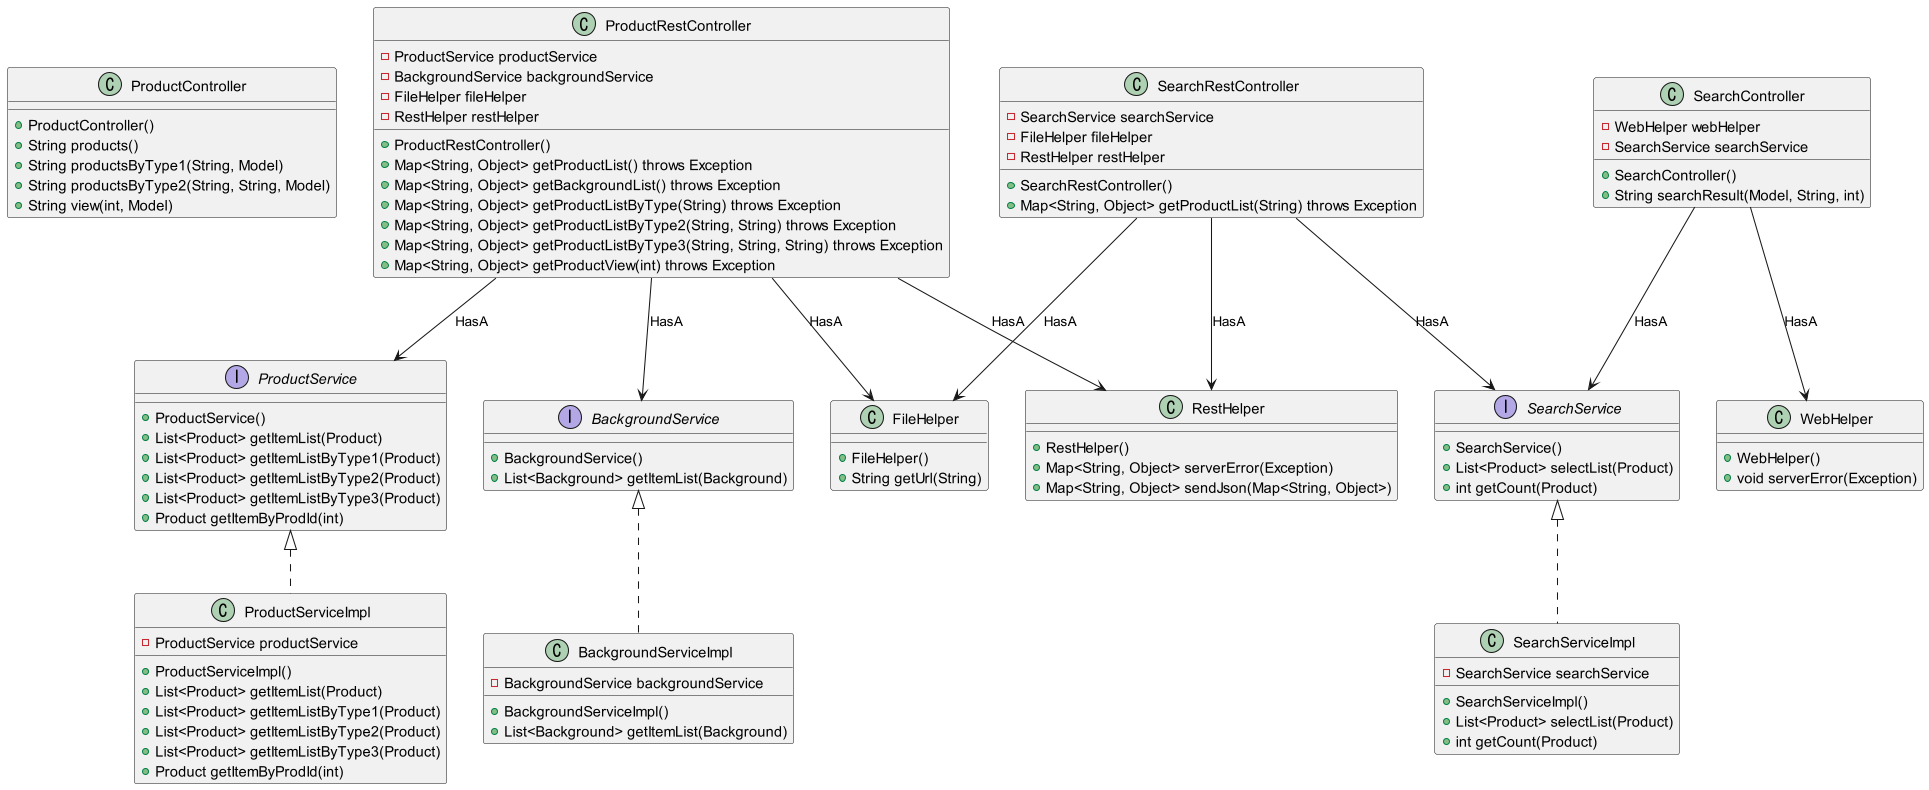 C ProductController
ProductController()
String products()
String productsByType1(String, Model)
String productsByType2(String, String, Model)
String view(int, Model)
C ProductRestController
ProductService productService
BackgroundService backgroundService
FileHelper fileHelper
RestHelper restHelper
ProductRestController()
Map<String, Object> getProductList() throws Exception
Map<String, Object> getBackgroundList() throws Exception
Map<String, Object> getProductListByType(String) throws Exception
Map<String, Object> getProductListByType2(String, String) throws Exception
Map<String, Object> getProductListByType3(String, String, String) throws Exception
Map<String, Object> getProductView(int) throws Exception
C SearchRestController
SearchService searchService
FileHelper fileHelper
RestHelper restHelper
SearchRestController()
Map<String, Object> getProductList(String) throws Exception
C SearchController
WebHelper webHelper
SearchService searchService
SearchController()
String searchResult(Model, String, int)
HasA
HasA
HasA
HasA
HasA
HasA
HasA
HasA
HasA
I ProductService
ProductService()
List<Product> getItemList(Product)
List<Product> getItemListByType1(Product)
List<Product> getItemListByType2(Product)
List<Product> getItemListByType3(Product)
Product getItemByProdId(int)
I BackgroundService
BackgroundService()
List<Background> getItemList(Background)
C FileHelper
FileHelper()
String getUrl(String)
C RestHelper
RestHelper()
Map<String, Object> serverError(Exception)
Map<String, Object> sendJson(Map<String, Object>)
I SearchService
SearchService()
List<Product> selectList(Product)
int getCount(Product)
C WebHelper
WebHelper()
void serverError(Exception)
C ProductServiceImpl
ProductService productService
ProductServiceImpl()
List<Product> getItemList(Product)
List<Product> getItemListByType1(Product)
List<Product> getItemListByType2(Product)
List<Product> getItemListByType3(Product)
Product getItemByProdId(int)
C BackgroundServiceImpl
BackgroundService backgroundService
BackgroundServiceImpl()
List<Background> getItemList(Background)
C SearchServiceImpl
SearchService searchService
SearchServiceImpl()
List<Product> selectList(Product)
int getCount(Product)